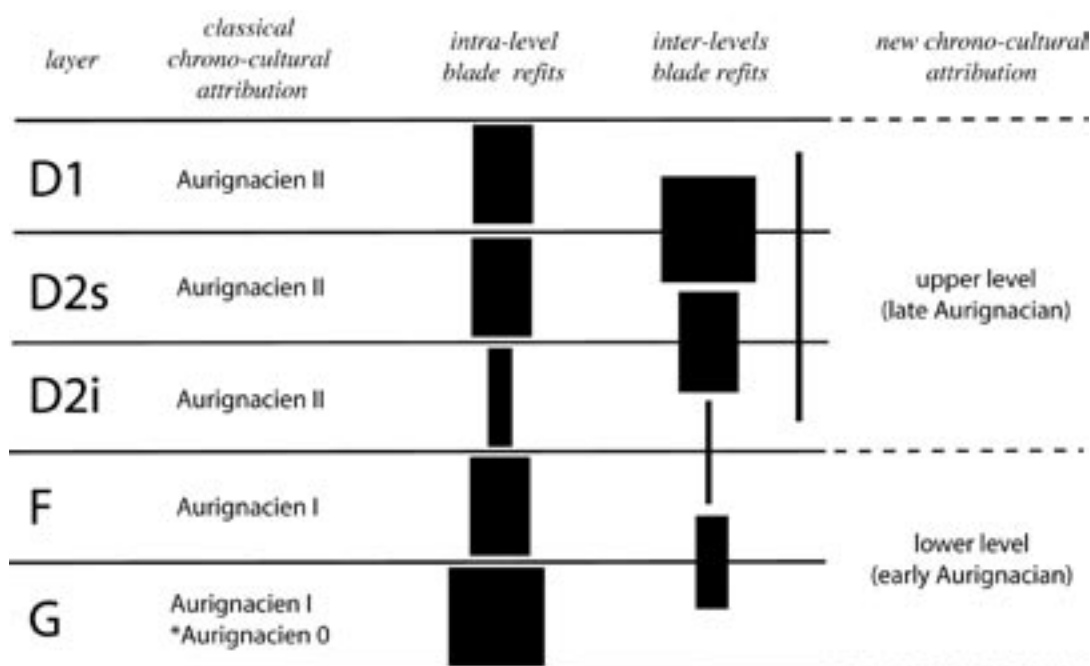 layer
classical
chrono-cultural
attribution
intra-level
blade refits
inter-levels
blade refits
new chrono-cultural
attribution
D1
Aurignacien II
D2s
Aurignacien II
upper level
(late Aurignacian)
D2i
Aurignacien II
F
Aurignacien I
lower level
(early Aurignacian)
G
Aurignacien I
*Aurignacien 0